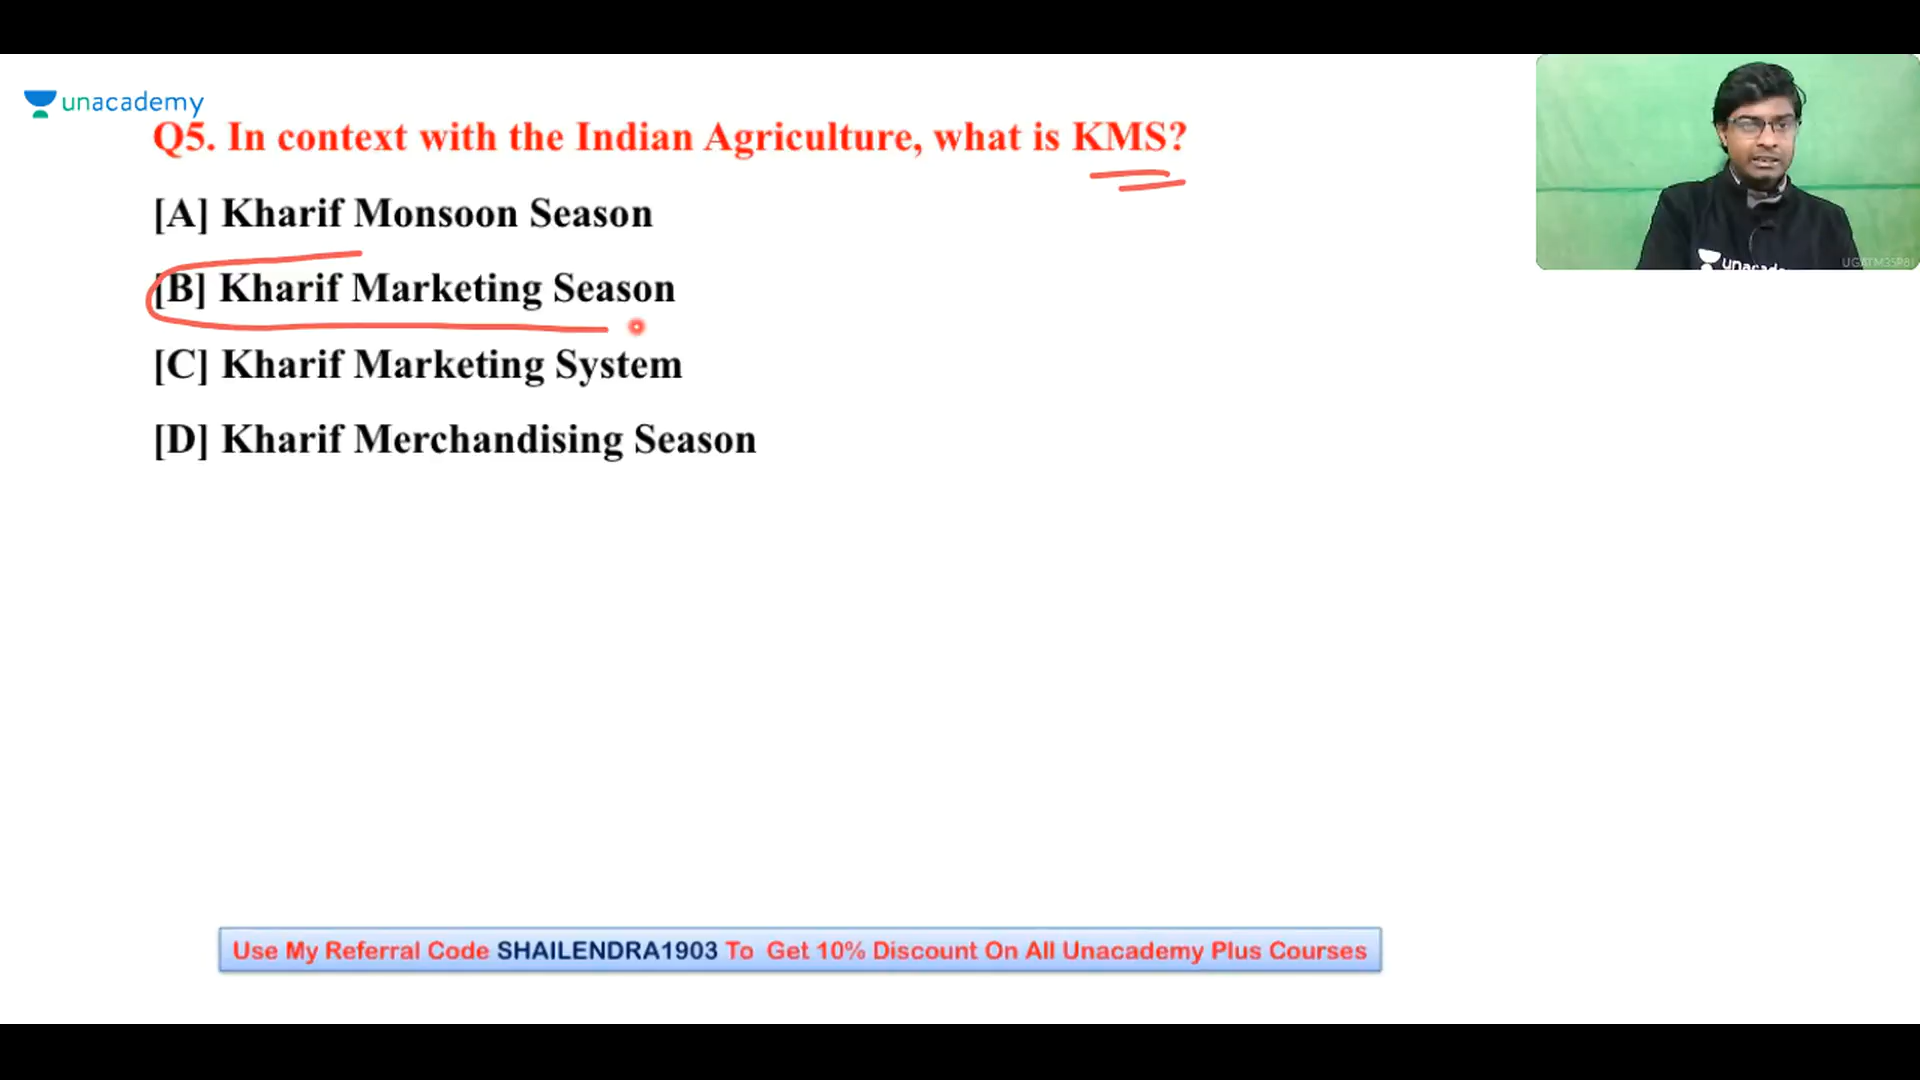 unacademy
Q5. In context with the Indian Agriculture, what is KMS?
[A] Kharif Monsoon Season
[B] Kharif Marketing Season
[C] Kharif Marketing System
[D] Kharif Merchandising Season
Use My Referral Code SHAILENDRA1903 To Get 10% Discount On All Unacademy Plus Courses